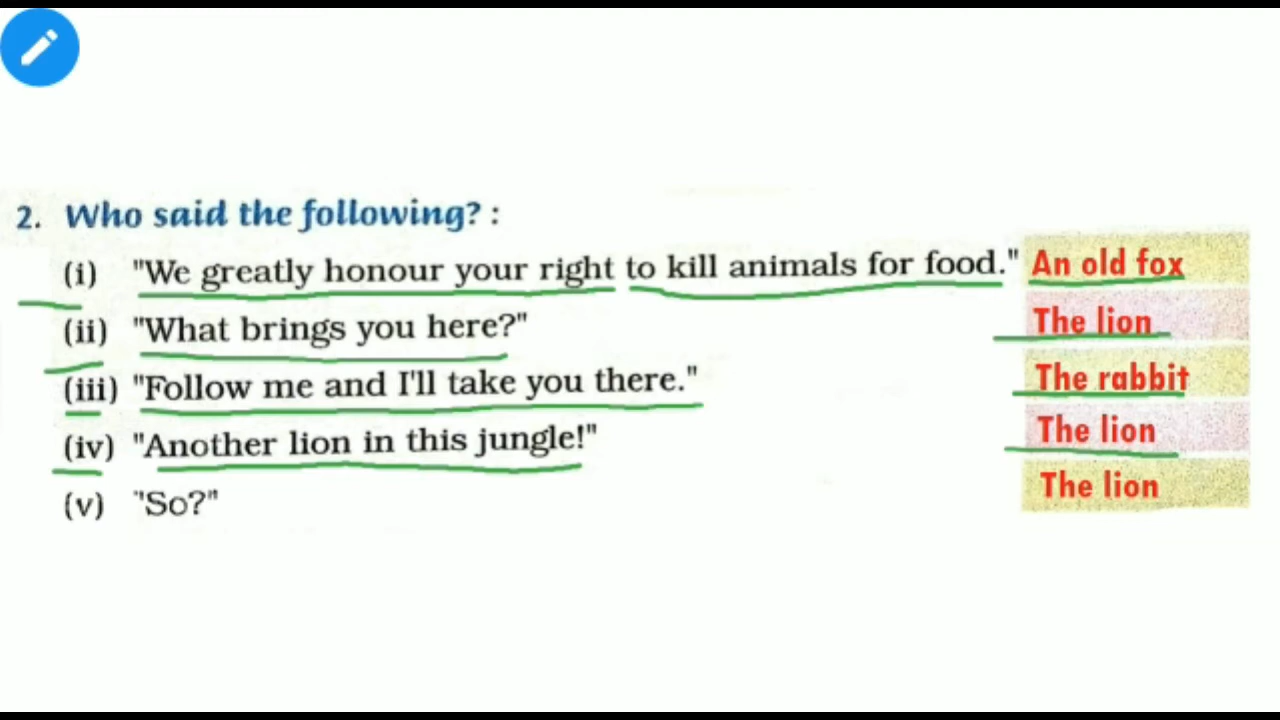 2. Who said the following? :
(i) "We greatly honour your right to kill animals for food." An old fox
(ii) "What brings you here?" The lion
(iii) "Follow me and I'll take you there." The rabbit
(iv) "Another lion in this jungle!" The lion
(v) "So?" The lion